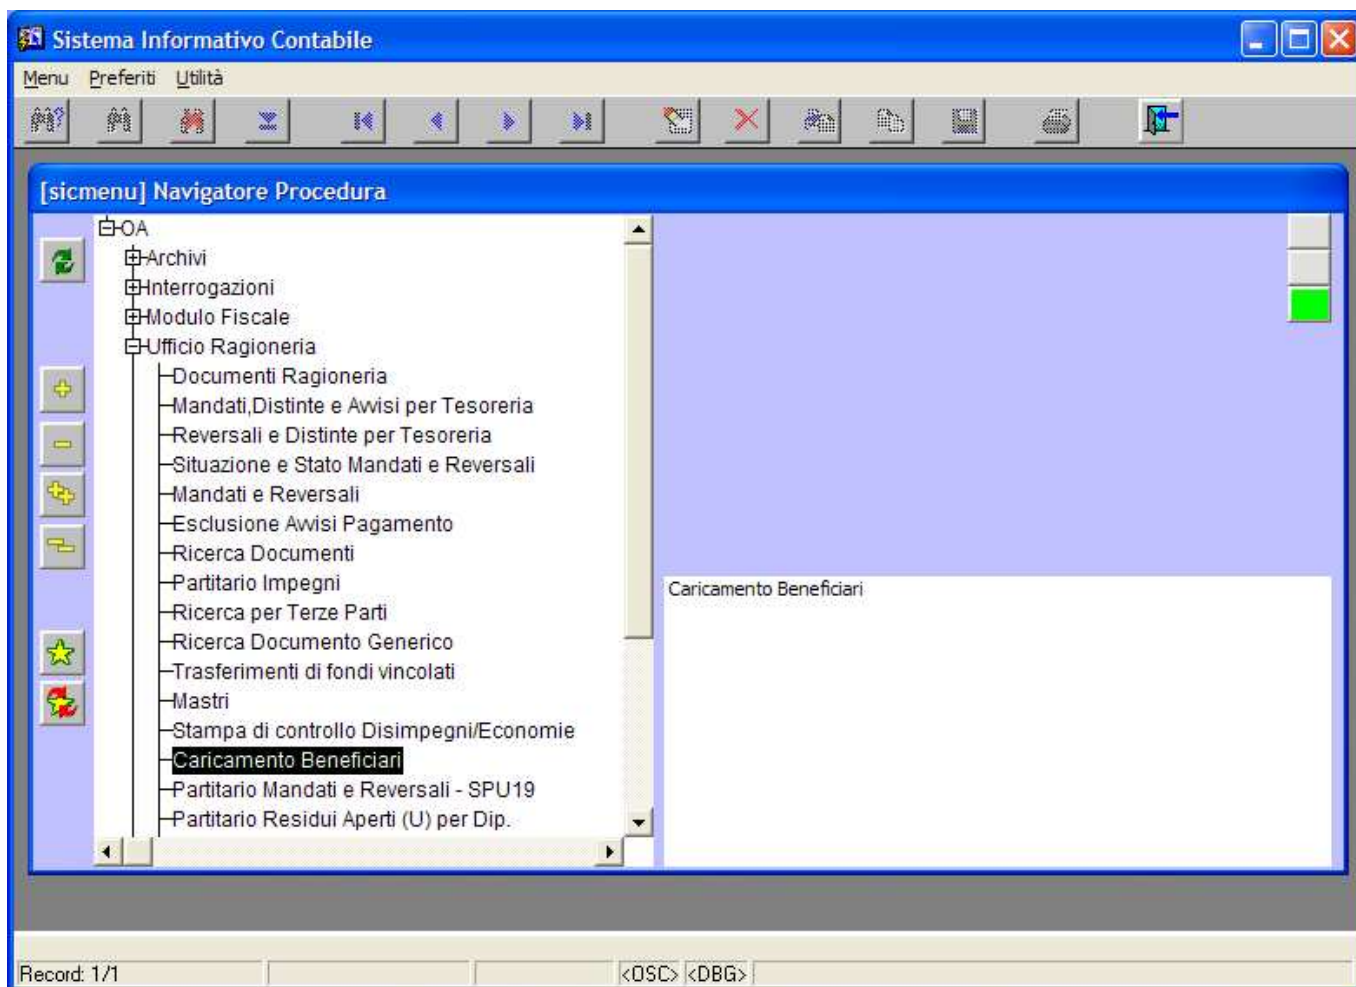 Sistema Informativo Contabile
Menu Preferiti Utilità
[sicmenu] Navigatore Procedura
OA
Archivi
Interrogazioni
Modulo Fiscale
Ufficio Ragioneria
Documenti Ragioneria
Mandati,Distinte e Avvisi per Tesoreria
Reversali e Distinte per Tesoreria
Situazione e Stato Mandati e Reversali
Mandati e Reversali
Esclusione Avvisi Pagamento
Ricerca Documenti
Partitario Impegni
Ricerca per Terze Parti
Ricerca Documento Generico
Trasferimenti di fondi vincolati
Mastri
Stampa di controllo Disimpegni/Economie
Caricamento Beneficiari
Partitario Mandati e Reversali - SPU19
Partitario Residui Aperti (U) per Dip.
Caricamento Beneficiari
Record: 1/1 <OSC> <DBG>